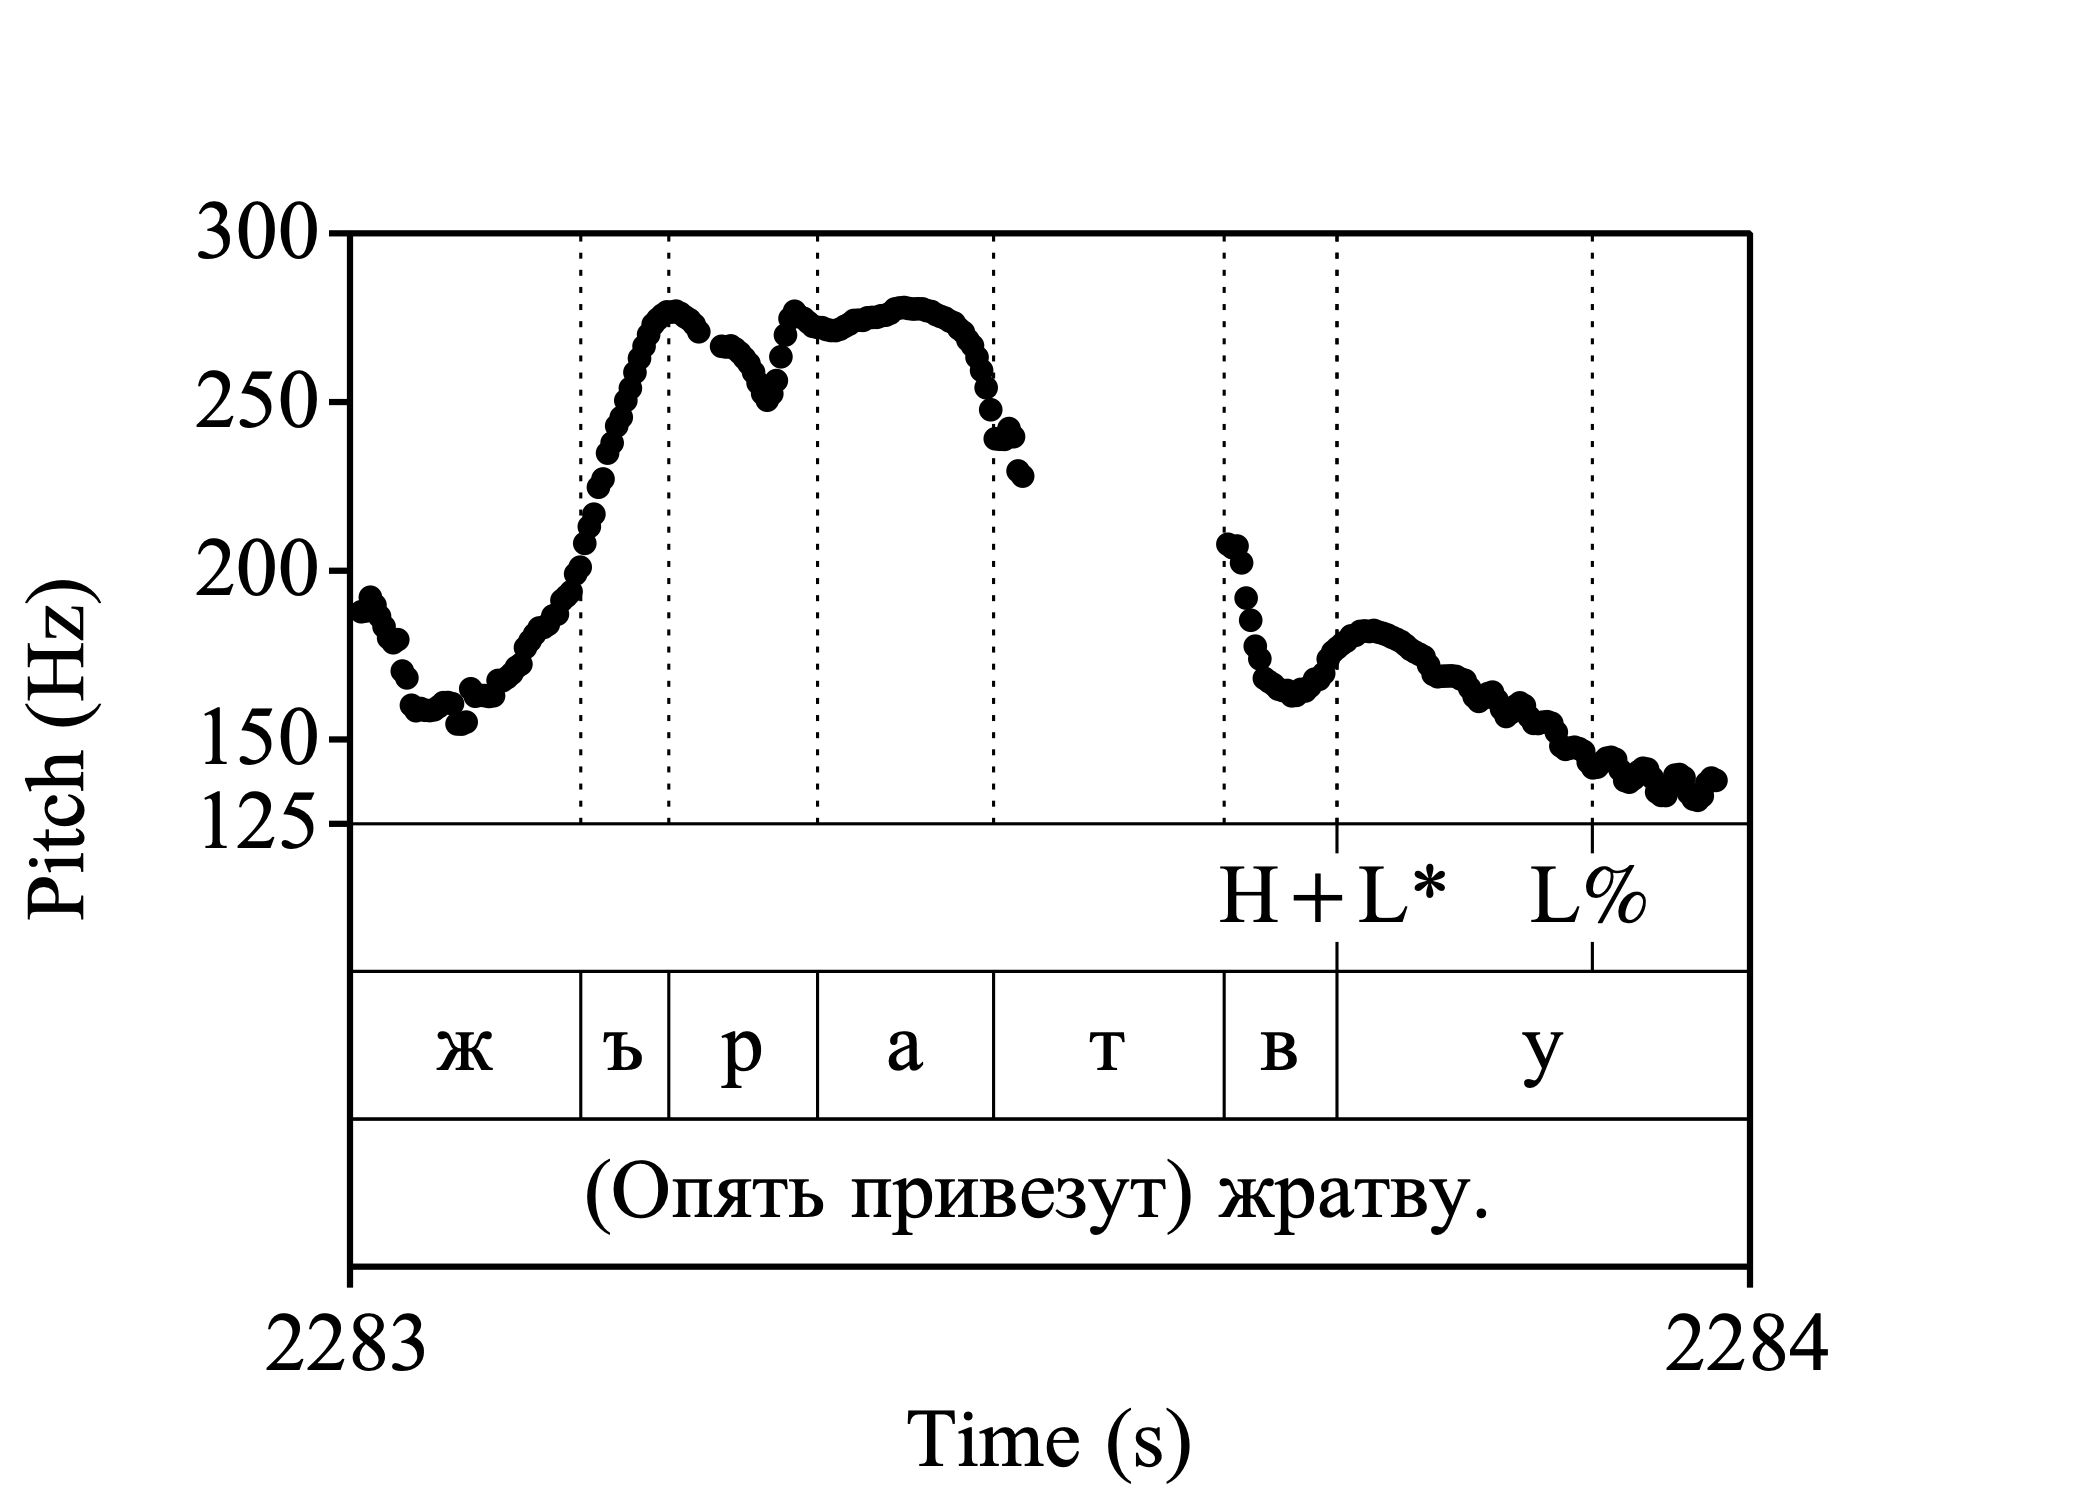 300
250
200
150
125
Pitch (Hz)
H+L* L%
ж ъ р а т в у
(Опять привезут) жратву.
2283 2284
Time (s)